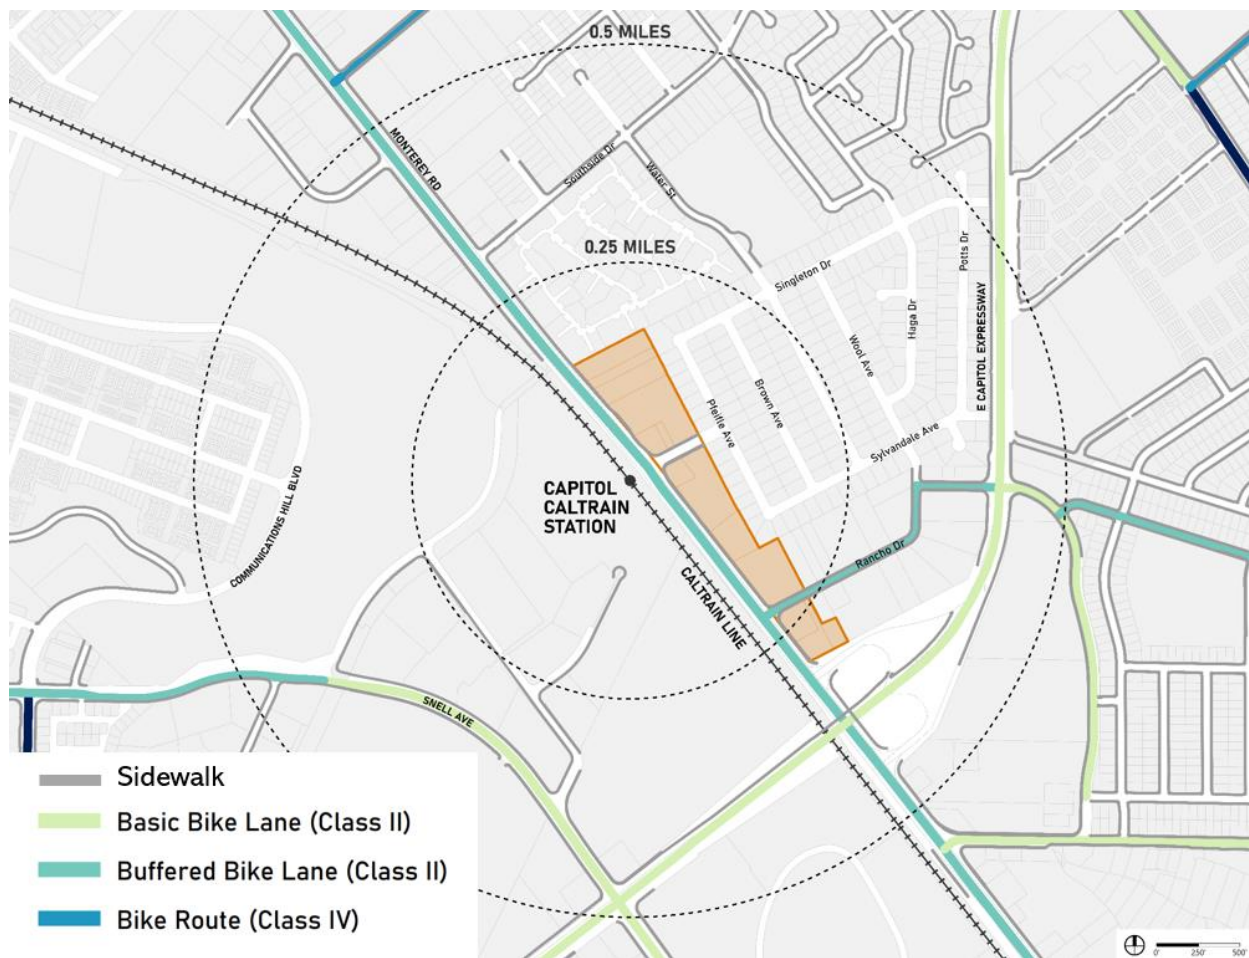 0.5 MILES
MONTEREY RD
Southside Dr
Water St
0.25 MILES
Singleton Dr
Potts Dr
Haga Dr
E CAPITOL EXPRESSWAY
Wool Ave
Brown Ave
Pfeifle Ave
Sylvandale Ave
COMMUNICATIONS HILL BLVD
CAPITOL
CALTRAIN
STATION
Rancho Dr
CALTRAIN LINE
SNELL AVE
Sidewalk
Basic Bike Lane (Class II)
Buffered Bike Lane (Class II)
Bike Route (Class IV)
0' 250' 500'